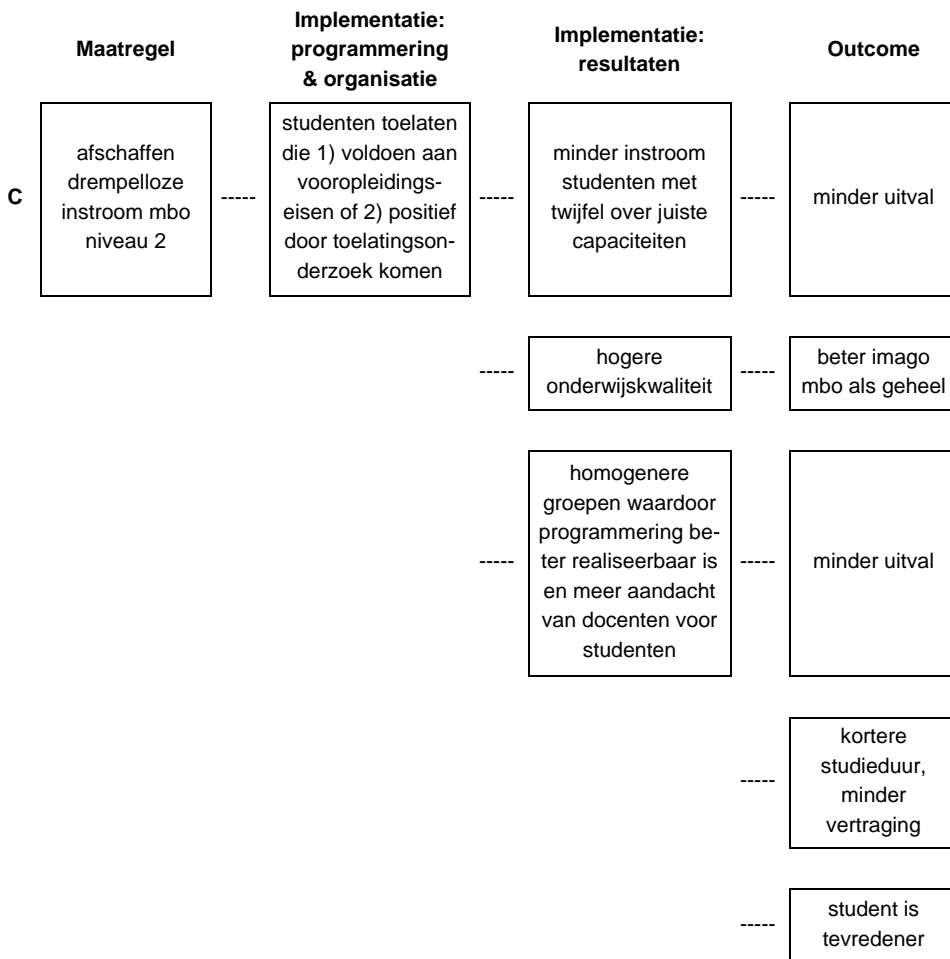 Maatregel
Implementatie:
programmering
& organisatie
Implementatie:
resultaten
Outcome
C
afschaffen
drempelloze
instroom mbo
niveau 2
-----
studenten toelaten
die 1) voldoen aan
vooropleidings-
eisen of 2) positief
door toelatingson-
derzoek komen
-----
minder instroom
studenten met
twijfel over juiste
capaciteiten
-----
minder uitval
-----
hogere
onderwijskwaliteit
-----
beter imago
mbo als geheel
-----
homogenere
groepen waardoor
programmering be-
ter realiseerbaar is
en meer aandacht
van docenten voor
studenten
-----
minder uitval
-----
kortere
studieduur,
minder
vertraging
-----
student is
tevredener